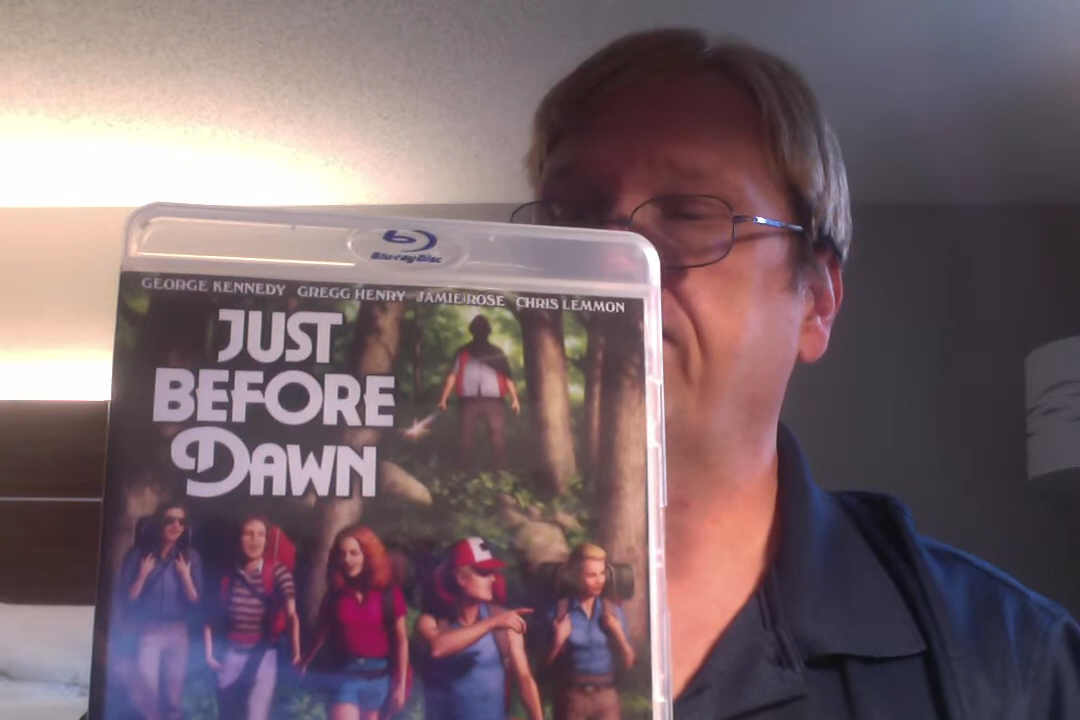 Blu-ray Disc
GEORGE KENNEDY GREGG HENRY JAMIE ROSE CHRIS LEMMON
JUST
BEFORE
DAWN